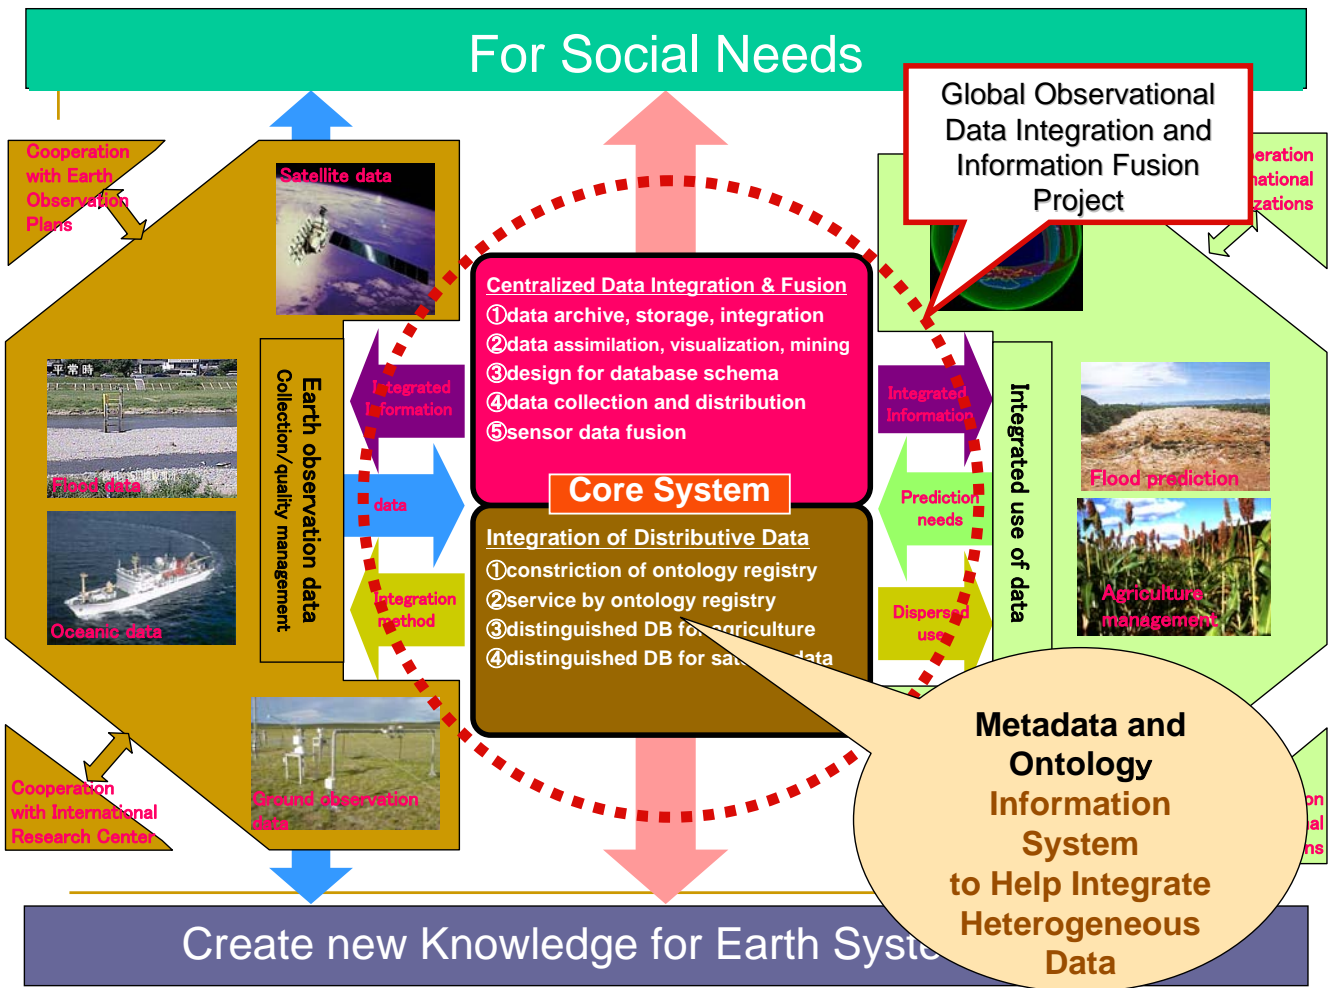 For Social Needs
Global Observational
Data Integration and
Information Fusion
Project
Cooperation
with Earth
Observation
Plans
Satellite data
平常時
Flood data
Oceanic data
Ground observation
data
Cooperation
with International
Research Center
Earth observation data
Collection/quality management
Integrated
Information
data
Integration
method
Centralized Data Integration & Fusion
①data archive, storage, integration
②data assimilation, visualization, mining
③design for database schema
④data collection and distribution
⑤sensor data fusion
Core System
Integration of Distributive Data
①constriction of ontology registry
②service by ontology registry
③distinguished DB for agriculture
④distinguished DB for satellite data
Integrated
Information
Prediction
needs
Dispersed
use
Integrated use of data
Flood prediction
Agriculture
management
Metadata and
Ontology
Information
System
to Help Integrate
Heterogeneous
Data
Create new Knowledge for Earth